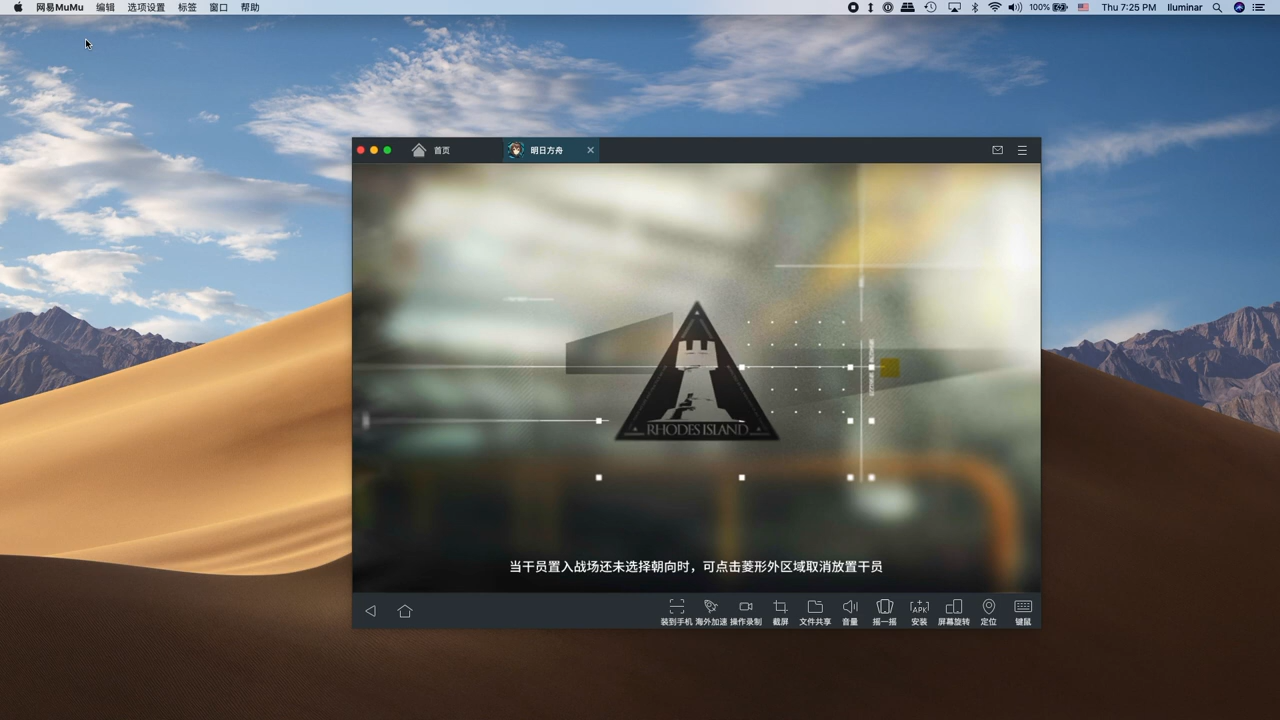 网易MuMu 编辑 选项设置 标签 窗口 帮助 100% Thu 7:25 PM Iluminar
首页 明日方舟
RHODES ISLAND
当干员置入战场还未选择朝向时，可点击菱形外区域取消放置干员
APK
装到手机 海外加速 操作录制 截屏 文件共享 音量 摇一摇 安装 屏幕旋转 定位 键鼠